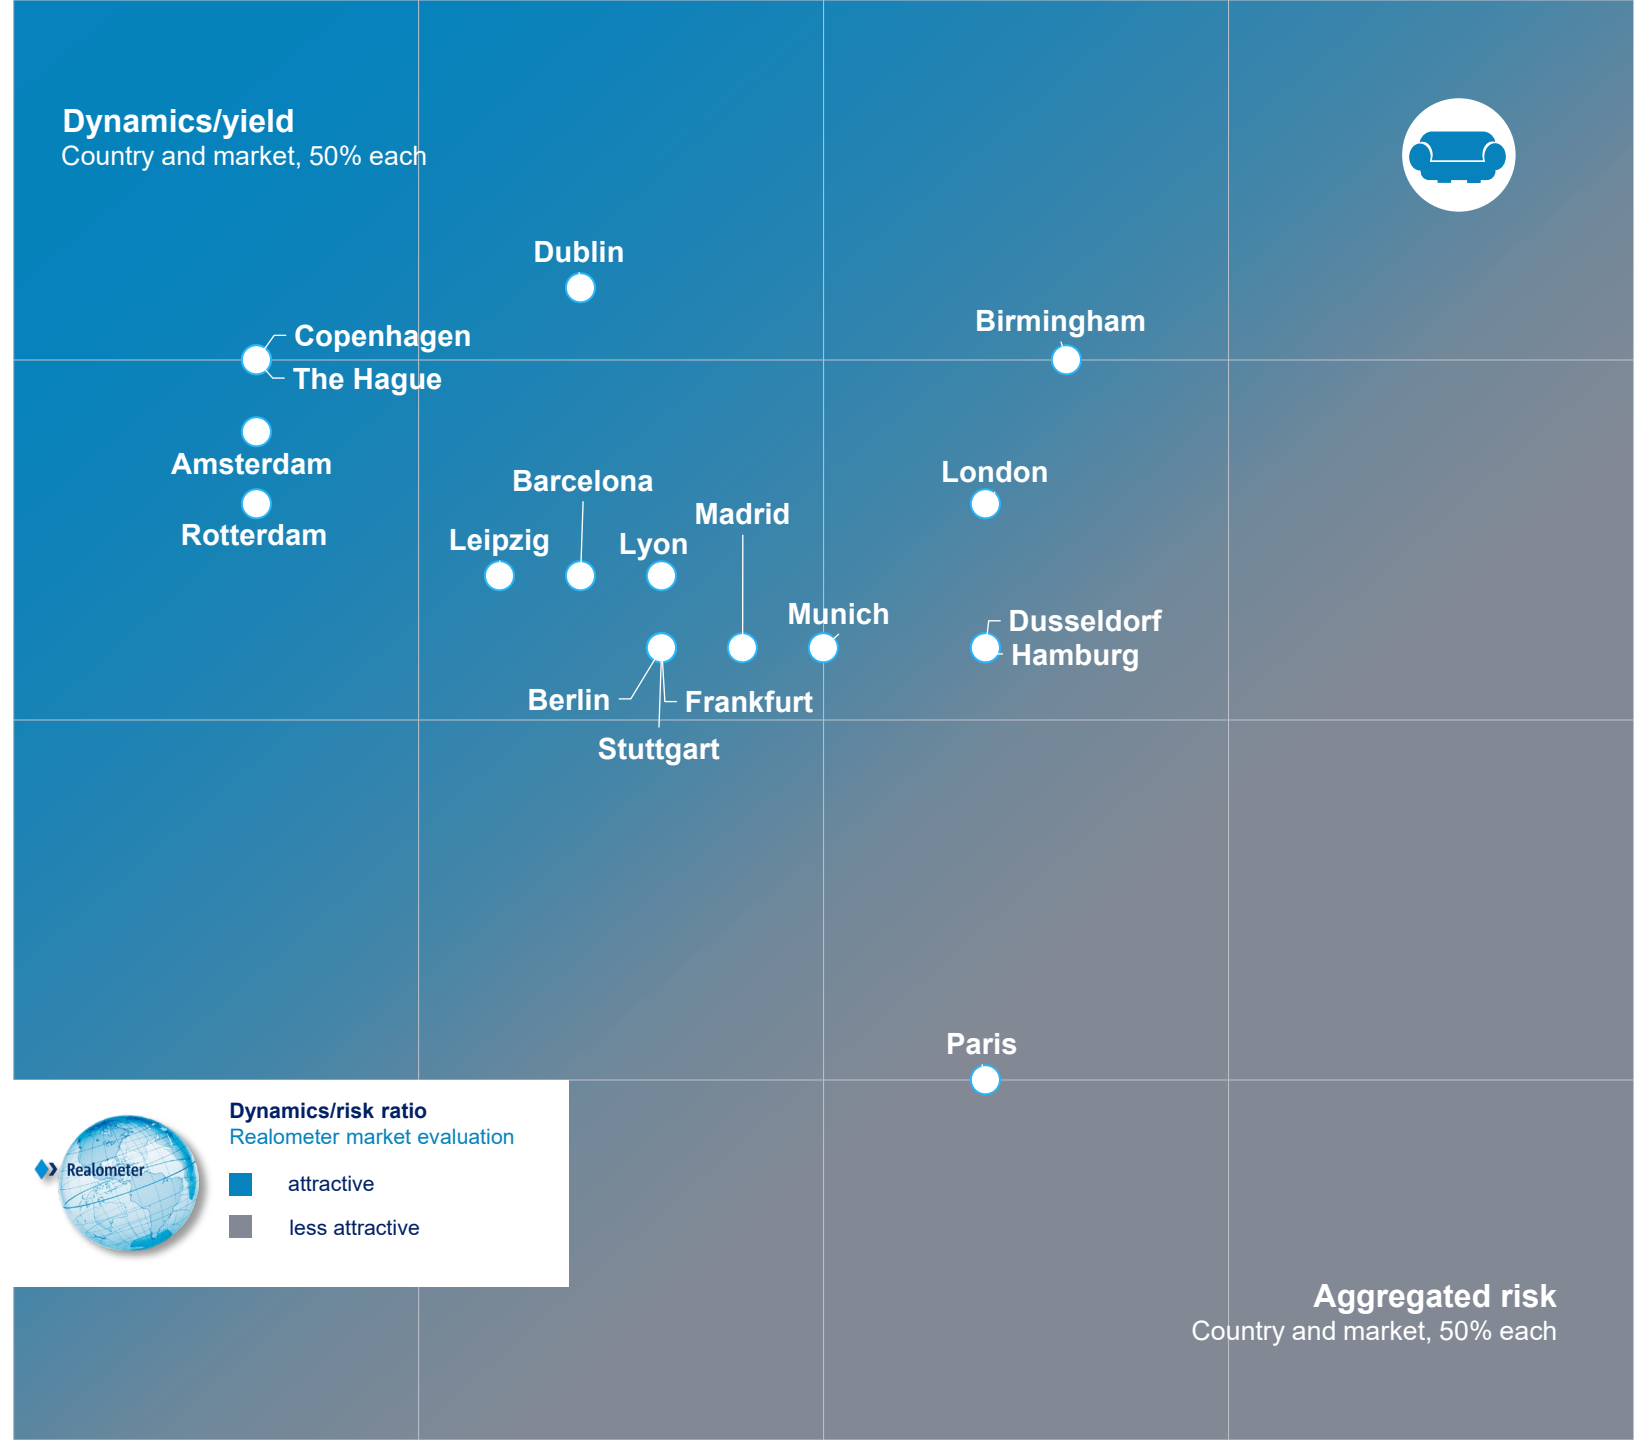 Dynamics/yield
Country and market, 50% each
Dublin
Birmingham
Copenhagen
The Hague
Amsterdam
Rotterdam
London
Barcelona
Madrid
Leipzig
Lyon
Munich
Dusseldorf
Hamburg
Berlin
Frankfurt
Stuttgart
Paris
Dynamics/risk ratio
Realometer market evaluation
Realometer
attractive
less attractive
Aggregated risk
Country and market, 50% each